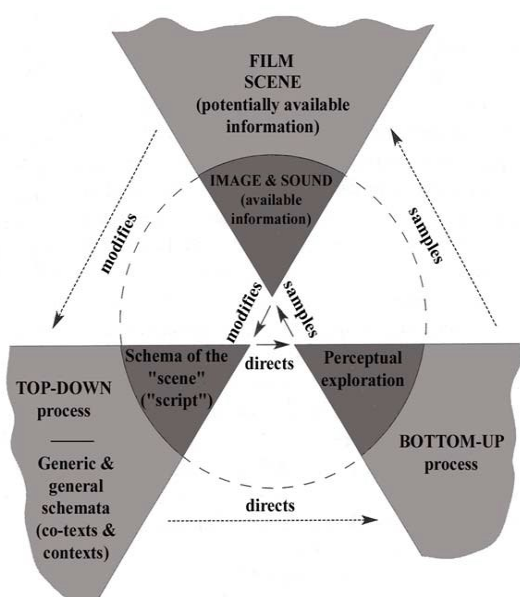 FILM
SCENE
(potentially available
information)
IMAGE & SOUND
(available
information)
modifies
samples
modifies
samples
directs
Schema of the
"scene"
("script")
Perceptual
exploration
TOP-DOWN
process
Generic &
general
schemata
(co-texts &
contexts)
BOTTOM-UP
process
directs